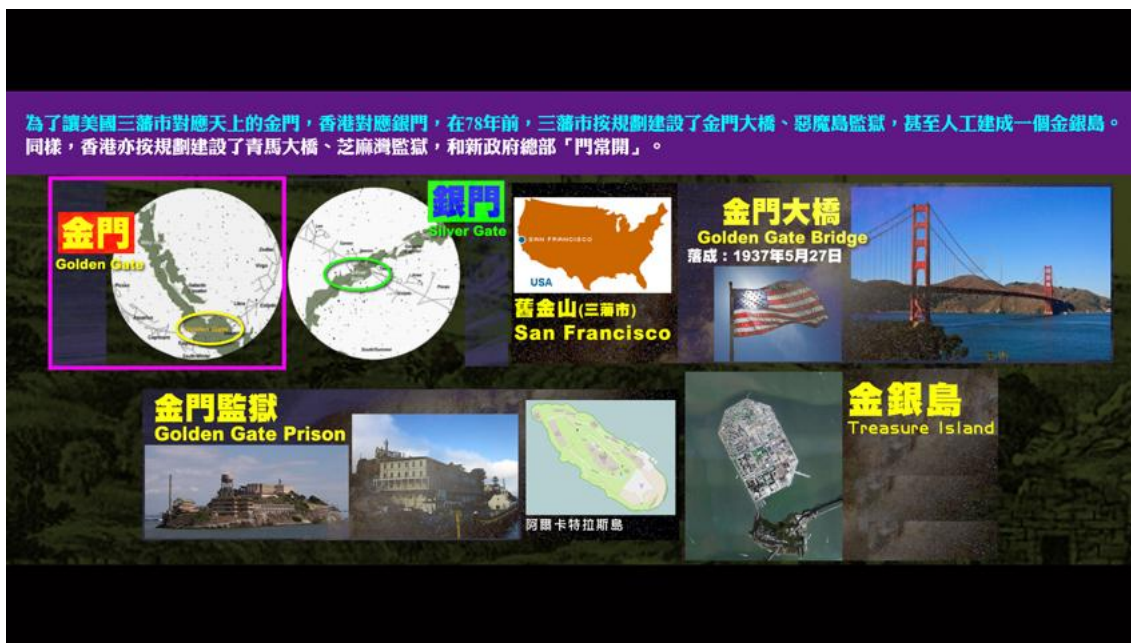 為了讓美國三藩市對應天上的金門，香港對應銀門，在78年前，三藩市按規劃建設了金門大橋、惡魔島監獄，甚至人工建成一個金銀島。
同樣，香港亦按規劃建設了青馬大橋、芝麻灣監獄，和新政府總部「門常開」。
金門
Golden Gate
Golden Gate
銀門
Silver Gate
SAN FRANCISCO
USA
舊金山(三藩市)
San Francisco
金門大橋
Golden Gate Bridge
落成：1937年5月27日
金門監獄
Golden Gate Prison
阿爾卡特拉斯島
金銀島
Treasure Island